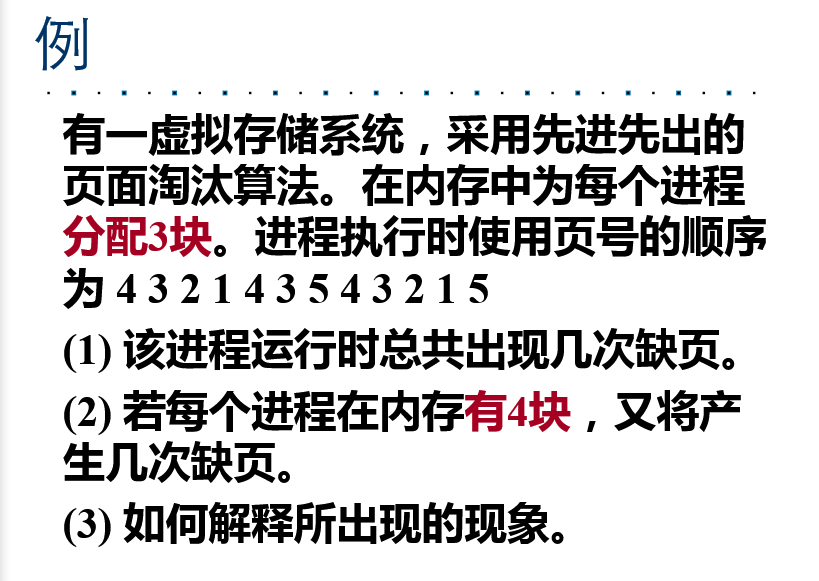 例
有一虚拟存储系统，采用先进先出的
页面淘汰算法。在内存中为每个进程
分配3块。进程执行时使用页号的顺序
为 4 3 2 1 4 3 5 4 3 2 1 5
(1) 该进程运行时总共出现几次缺页。
(2) 若每个进程在内存有4块，又将产
生几次缺页。
(3) 如何解释所出现的现象。